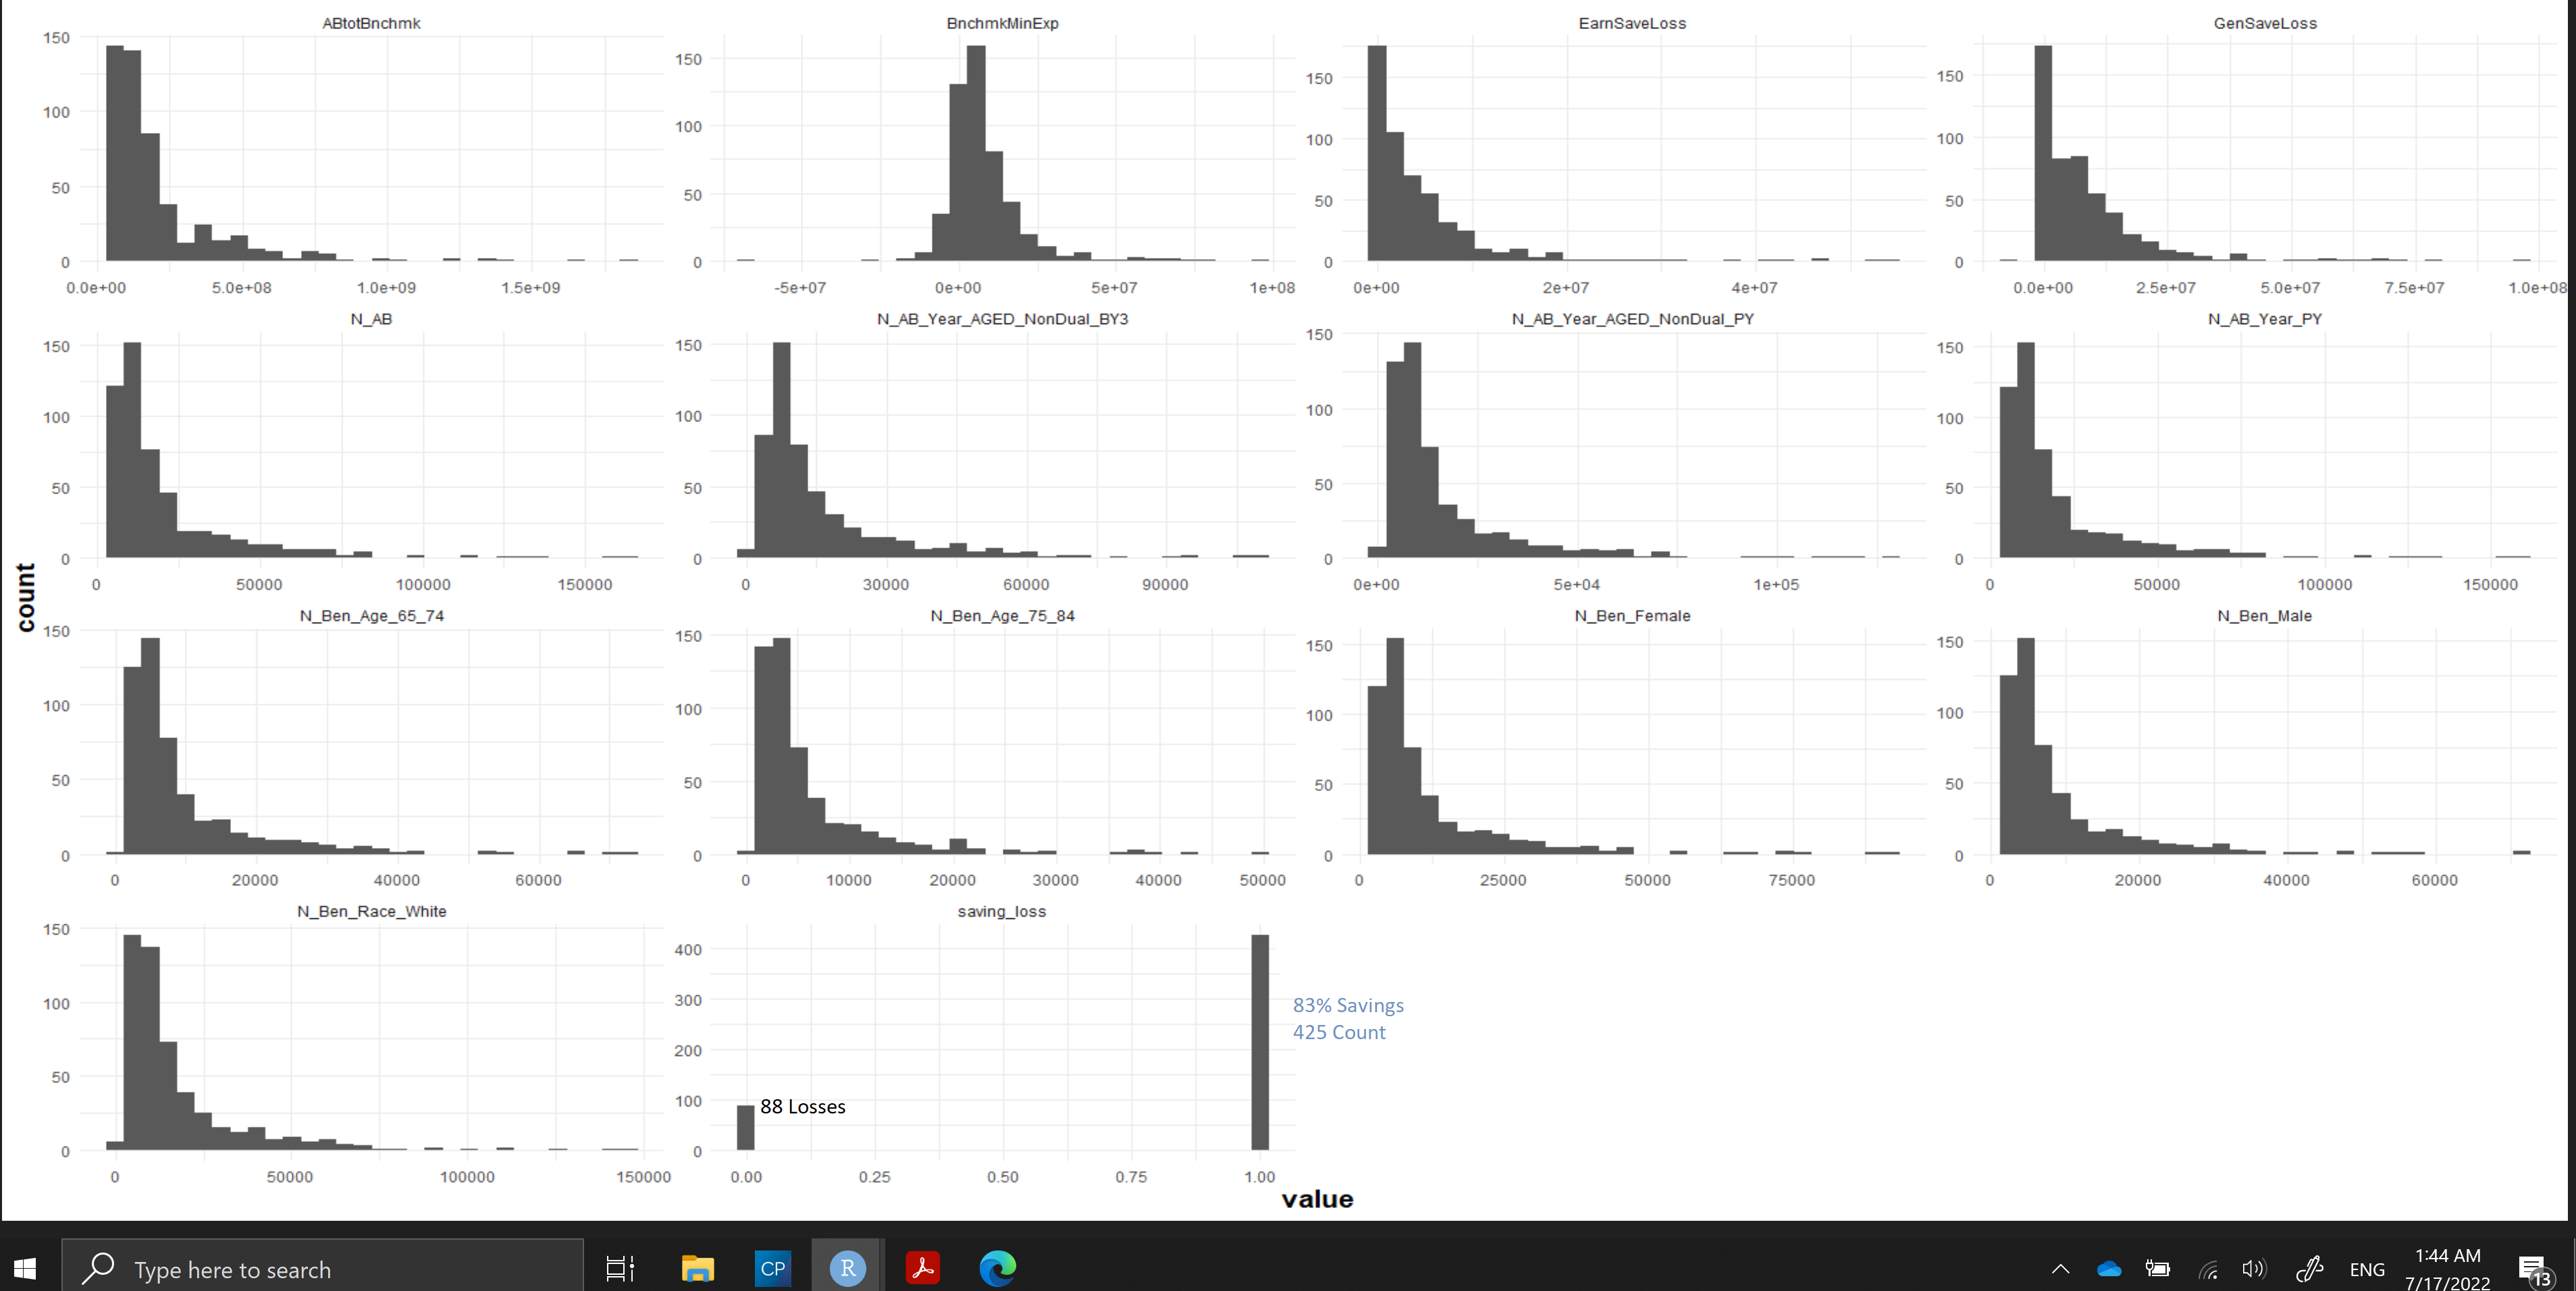 ABtotBnchmk
BnchmkMinExp
EarnSaveLoss
GenSaveLoss
150
100
50
0
0.0e+00 5.0e+08 1.0e+09 1.5e+09
150
100
50
0
-5e+07 0e+00 5e+07 1e+08
150
100
50
0
0e+00 2e+07 4e+07
150
100
50
0
0.0e+00 2.5e+07 5.0e+07 7.5e+07 1.0e+08
N_AB
N_AB_Year_AGED_NonDual_BY3
N_AB_Year_AGED_NonDual_PY
N_AB_Year_PY
150
100
50
0
0 50000 100000 150000
150
100
50
0
0 30000 60000 90000
150
100
50
0
0e+00 5e+04 1e+05
150
100
50
0
0 50000 100000 150000
count
N_Ben_Age_65_74
N_Ben_Age_75_84
N_Ben_Female
N_Ben_Male
150
100
50
0
0 20000 40000 60000
150
100
50
0
0 10000 20000 30000 40000 50000
150
100
50
0
0 25000 50000 75000
150
100
50
0
0 20000 40000 60000
N_Ben_Race_White
saving_loss
150
100
50
0
0 50000 100000 150000
400
300
200
100
0
0.00 0.25 0.50 0.75 1.00
88 Losses
83% Savings
425 Count
value
Type here to search
CP
R
ENG
1:44 AM
7/17/2022
13